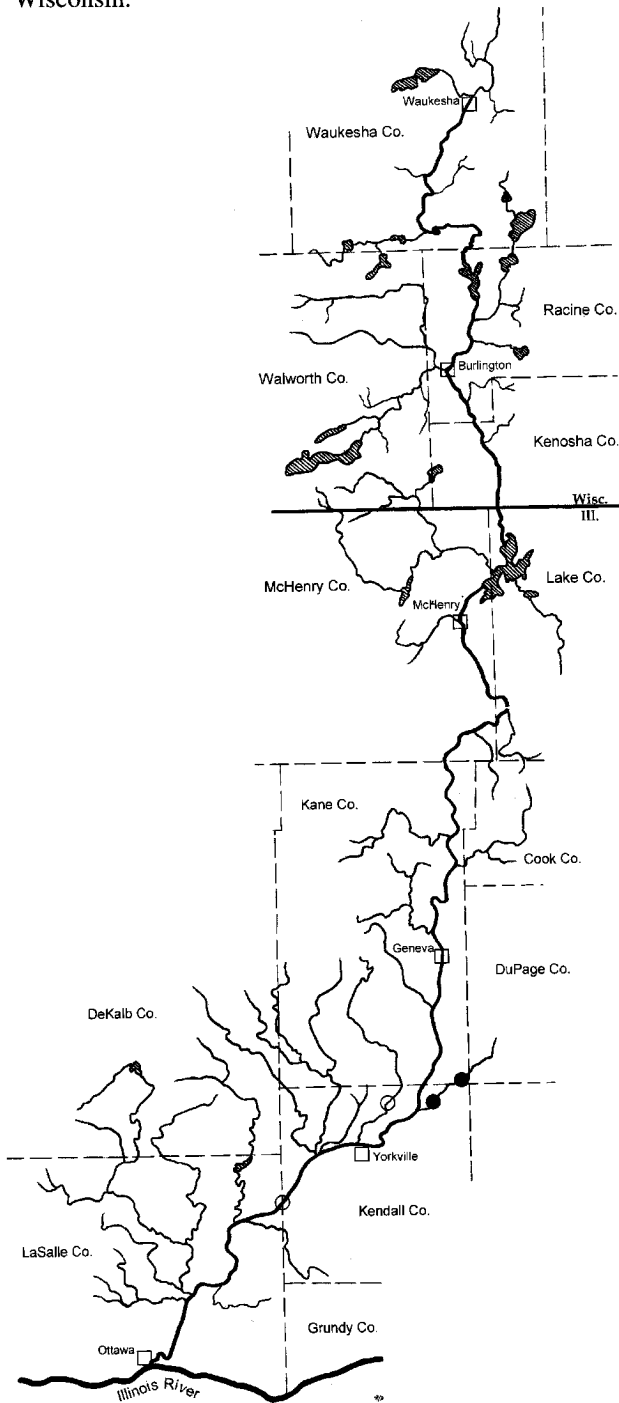 Wisconsin.
Waukesha
Waukesha Co.
Racine Co.
Burlington
Walworth Co.
Kenosha Co.
Wisc.
Ill.
McHenry Co.
Lake Co.
McHenry
Kane Co.
Cook Co.
Geneva
DuPage Co.
DeKalb Co.
Yorkville
Kendall Co.
LaSalle Co.
Grundy Co.
Ottawa
Illinois River